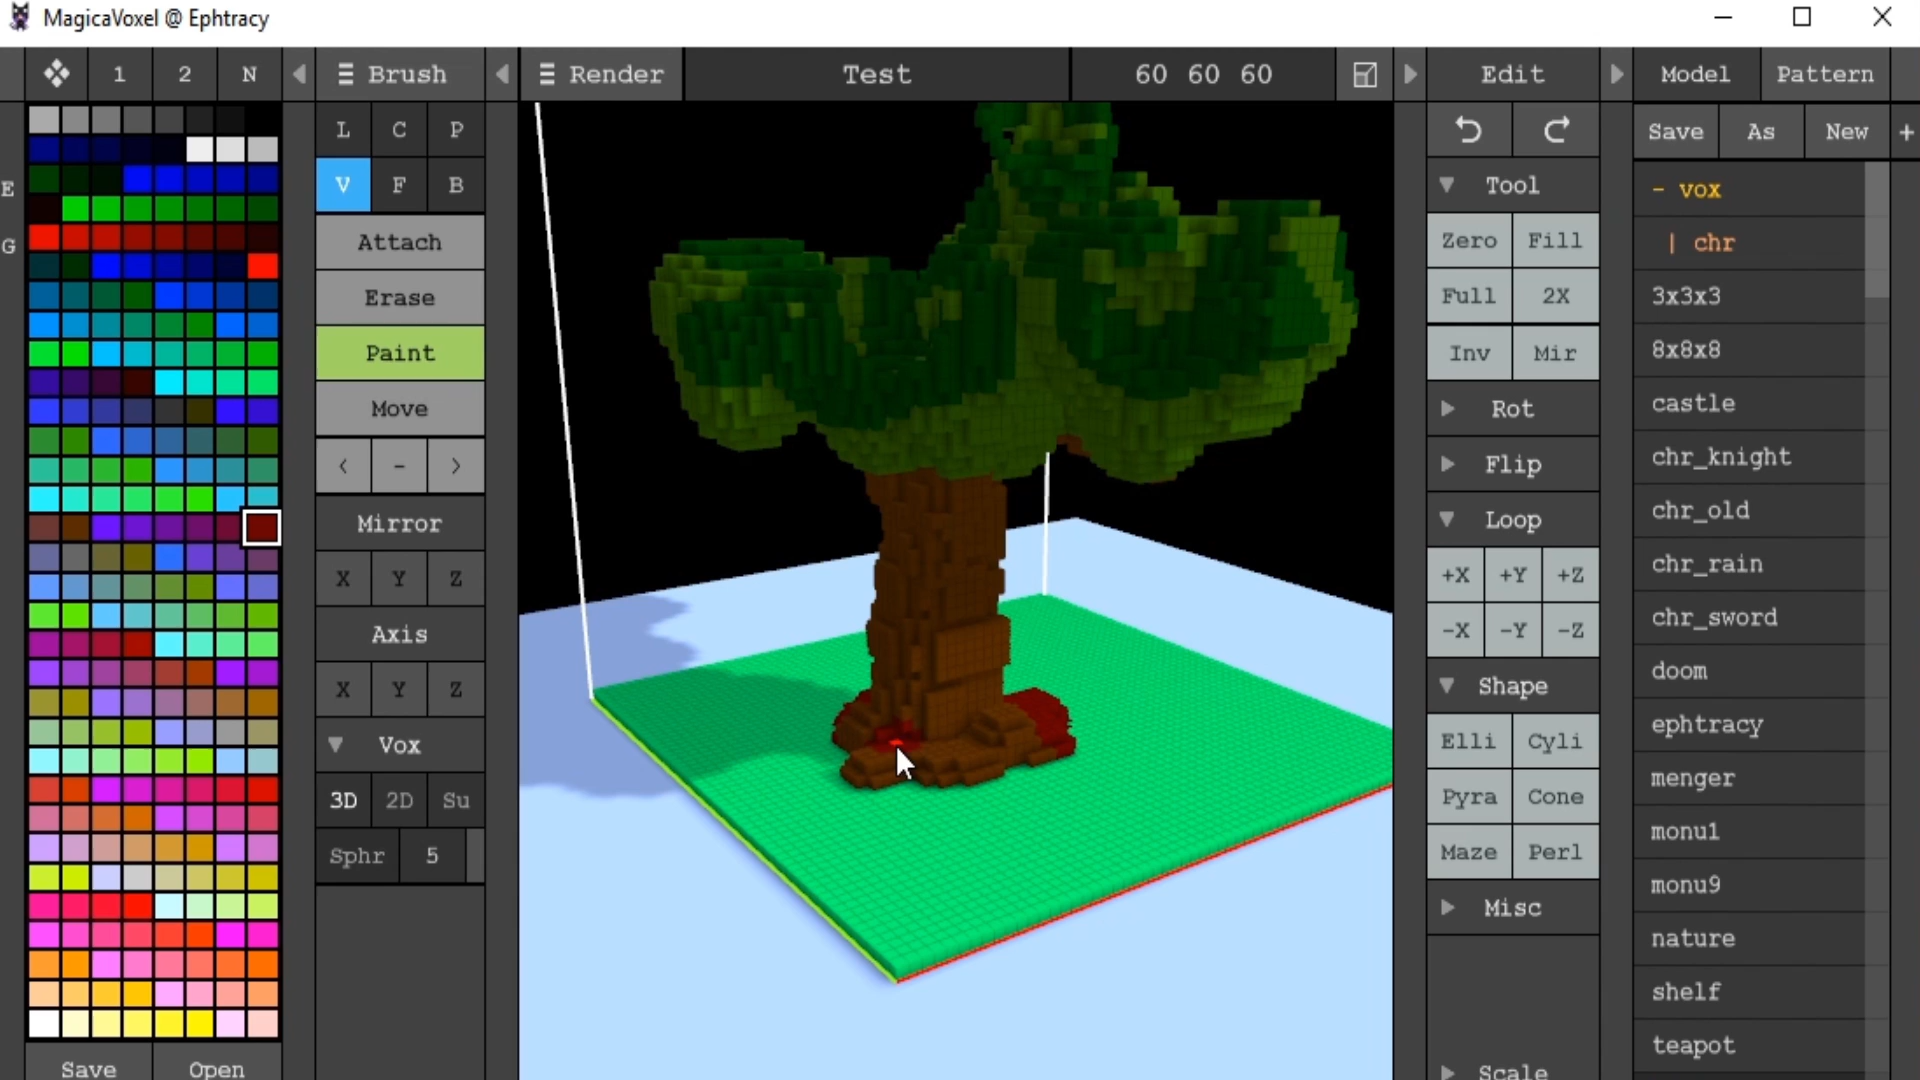 MagicaVoxel @ Ephtracy
1 2 N
Brush
Render
Test
60 60 60
Edit
Model Pattern
E
G
L C P
V F B
Attach
Erase
Paint
Move
< - >
Mirror
X Y Z
Axis
X Y Z
Vox
3D 2D Su
Sphr 5
Save Open
Tool
Zero Fill
Full 2X
Inv Mir
Rot
Flip
Loop
+X +Y +Z
-X -Y -Z
Shape
Elli Cyli
Pyra Cone
Maze Perl
Misc
Scale
Save As New +
- vox
| chr
3x3x3
8x8x8
castle
chr_knight
chr_old
chr_rain
chr_sword
doom
ephtracy
menger
monu1
monu9
nature
shelf
teapot